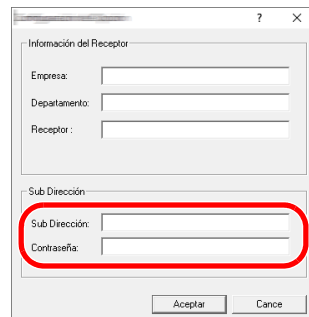 ?
Información del Receptor
Empresa:
Departamento:
Receptor :
Sub Dirección
Sub Dirección:
Contraseña:
Aceptar Cance